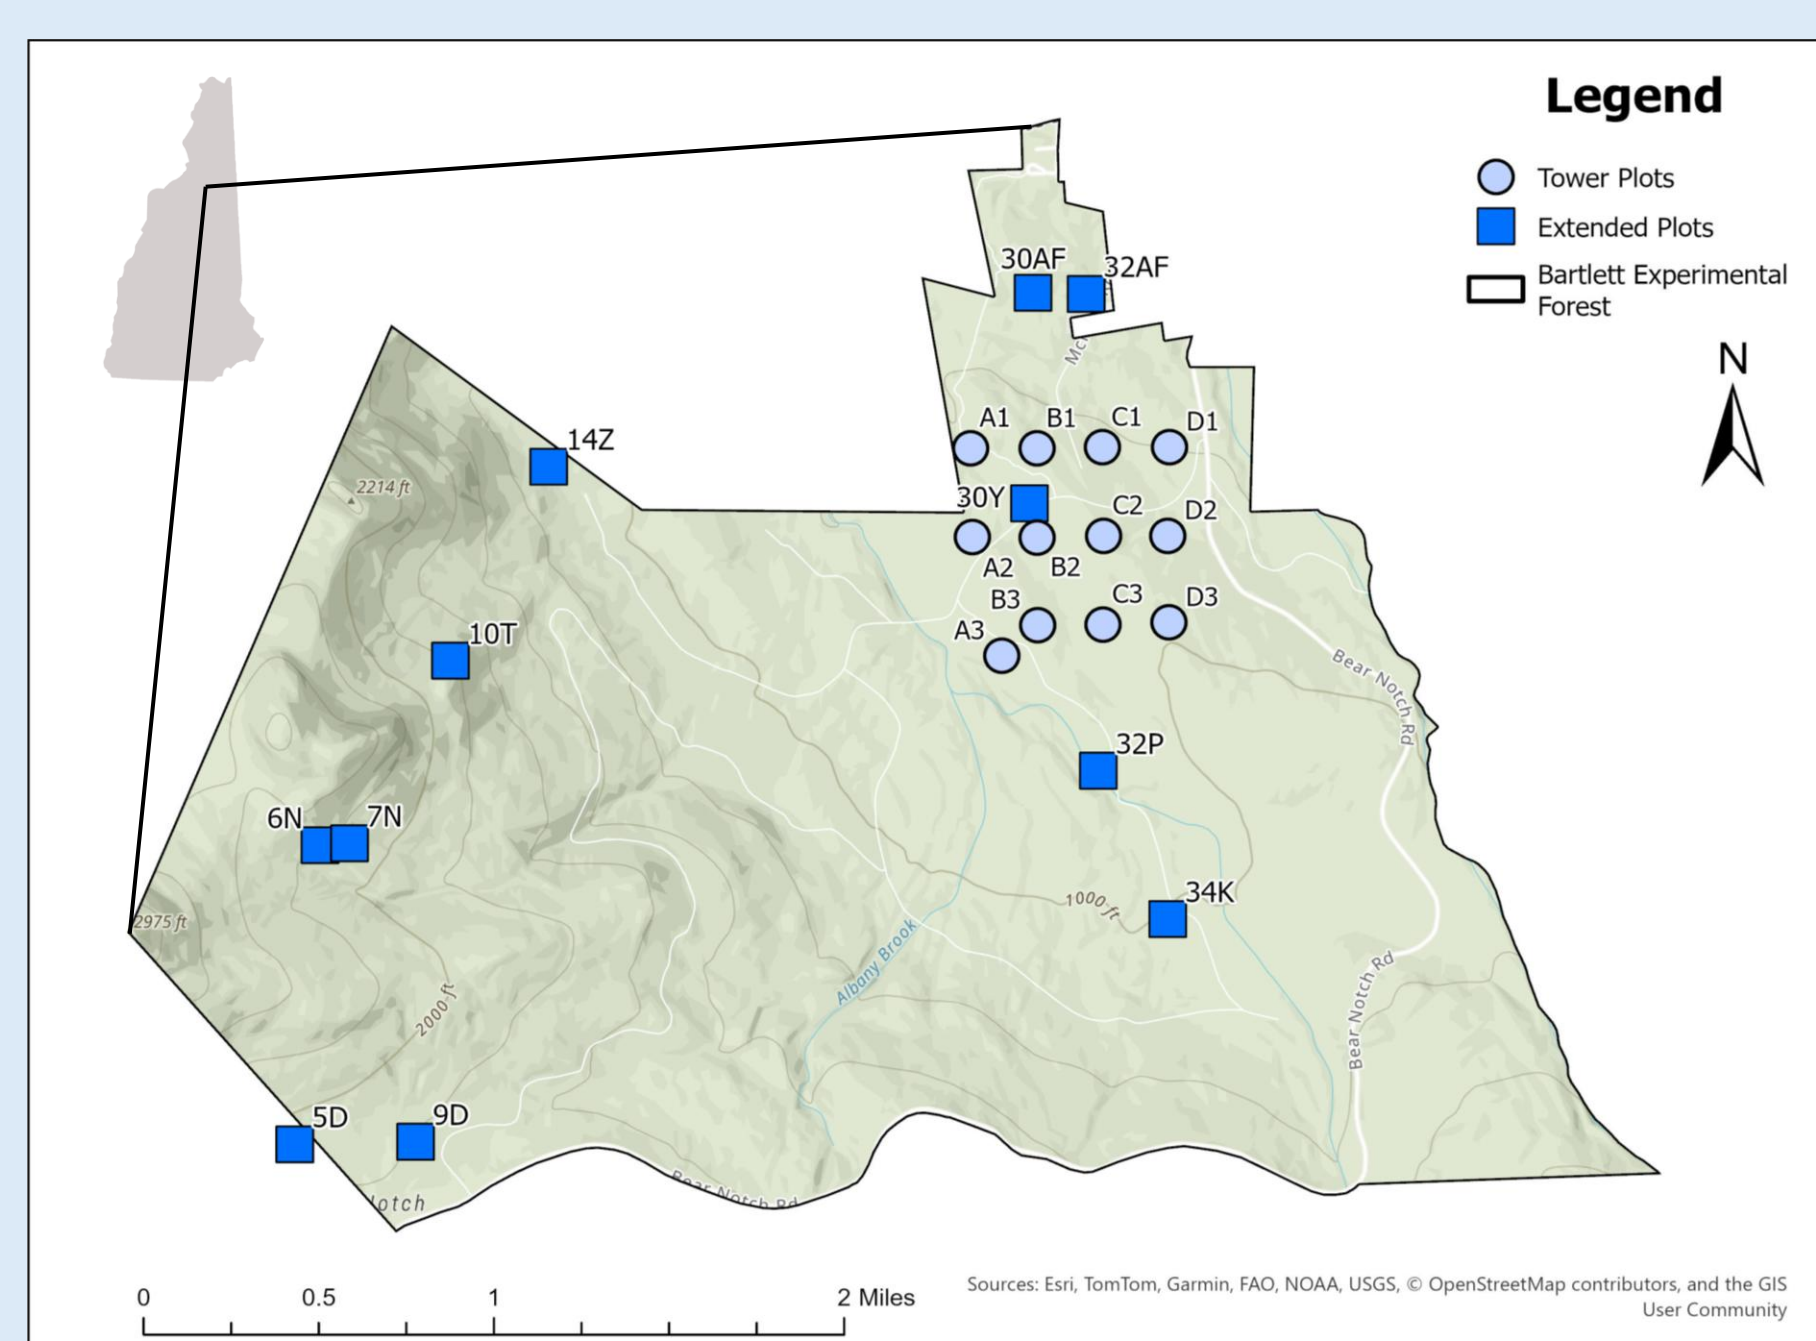 Legend
Tower Plots
Extended Plots
Bartlett Experimental
Forest
N
30AF
32AF
Mc
A1
B1
C1
D1
14Z
2214 ft
30Y
C2
D2
A2
B2
B3
C3
D3
A3
10T
Bear Notch Rd
32P
6N
7N
34K
1000 ft
2975 ft
Albany Brook
2000 ft
Bear Notch Rd
5D
9D
otch
Bear Notch Rd
0 0.5 1 2 Miles
Sources: Esri, TomTom, Garmin, FAO, NOAA, USGS, © OpenStreetMap contributors, and the GIS
User Community